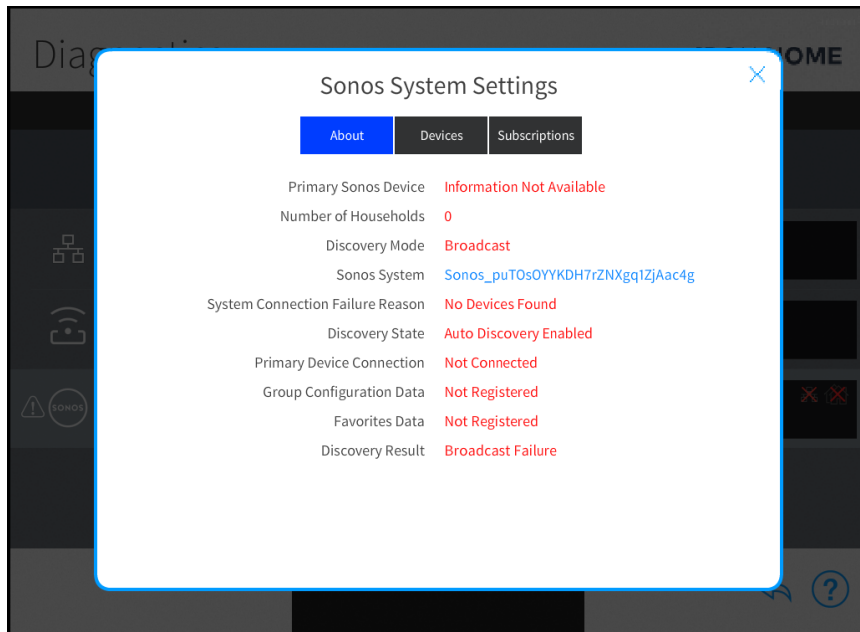 Diag
HOME
Sonos System Settings
About Devices Subscriptions
Primary Sonos Device Information Not Available
Number of Households 0
Discovery Mode Broadcast
Sonos System Sonos_puTOsOYYKDH7rZNXgq1ZjAac4g
System Connection Failure Reason No Devices Found
Discovery State Auto Discovery Enabled
Primary Device Connection Not Connected
Group Configuration Data Not Registered
Favorites Data Not Registered
Discovery Result Broadcast Failure
SONOS
?